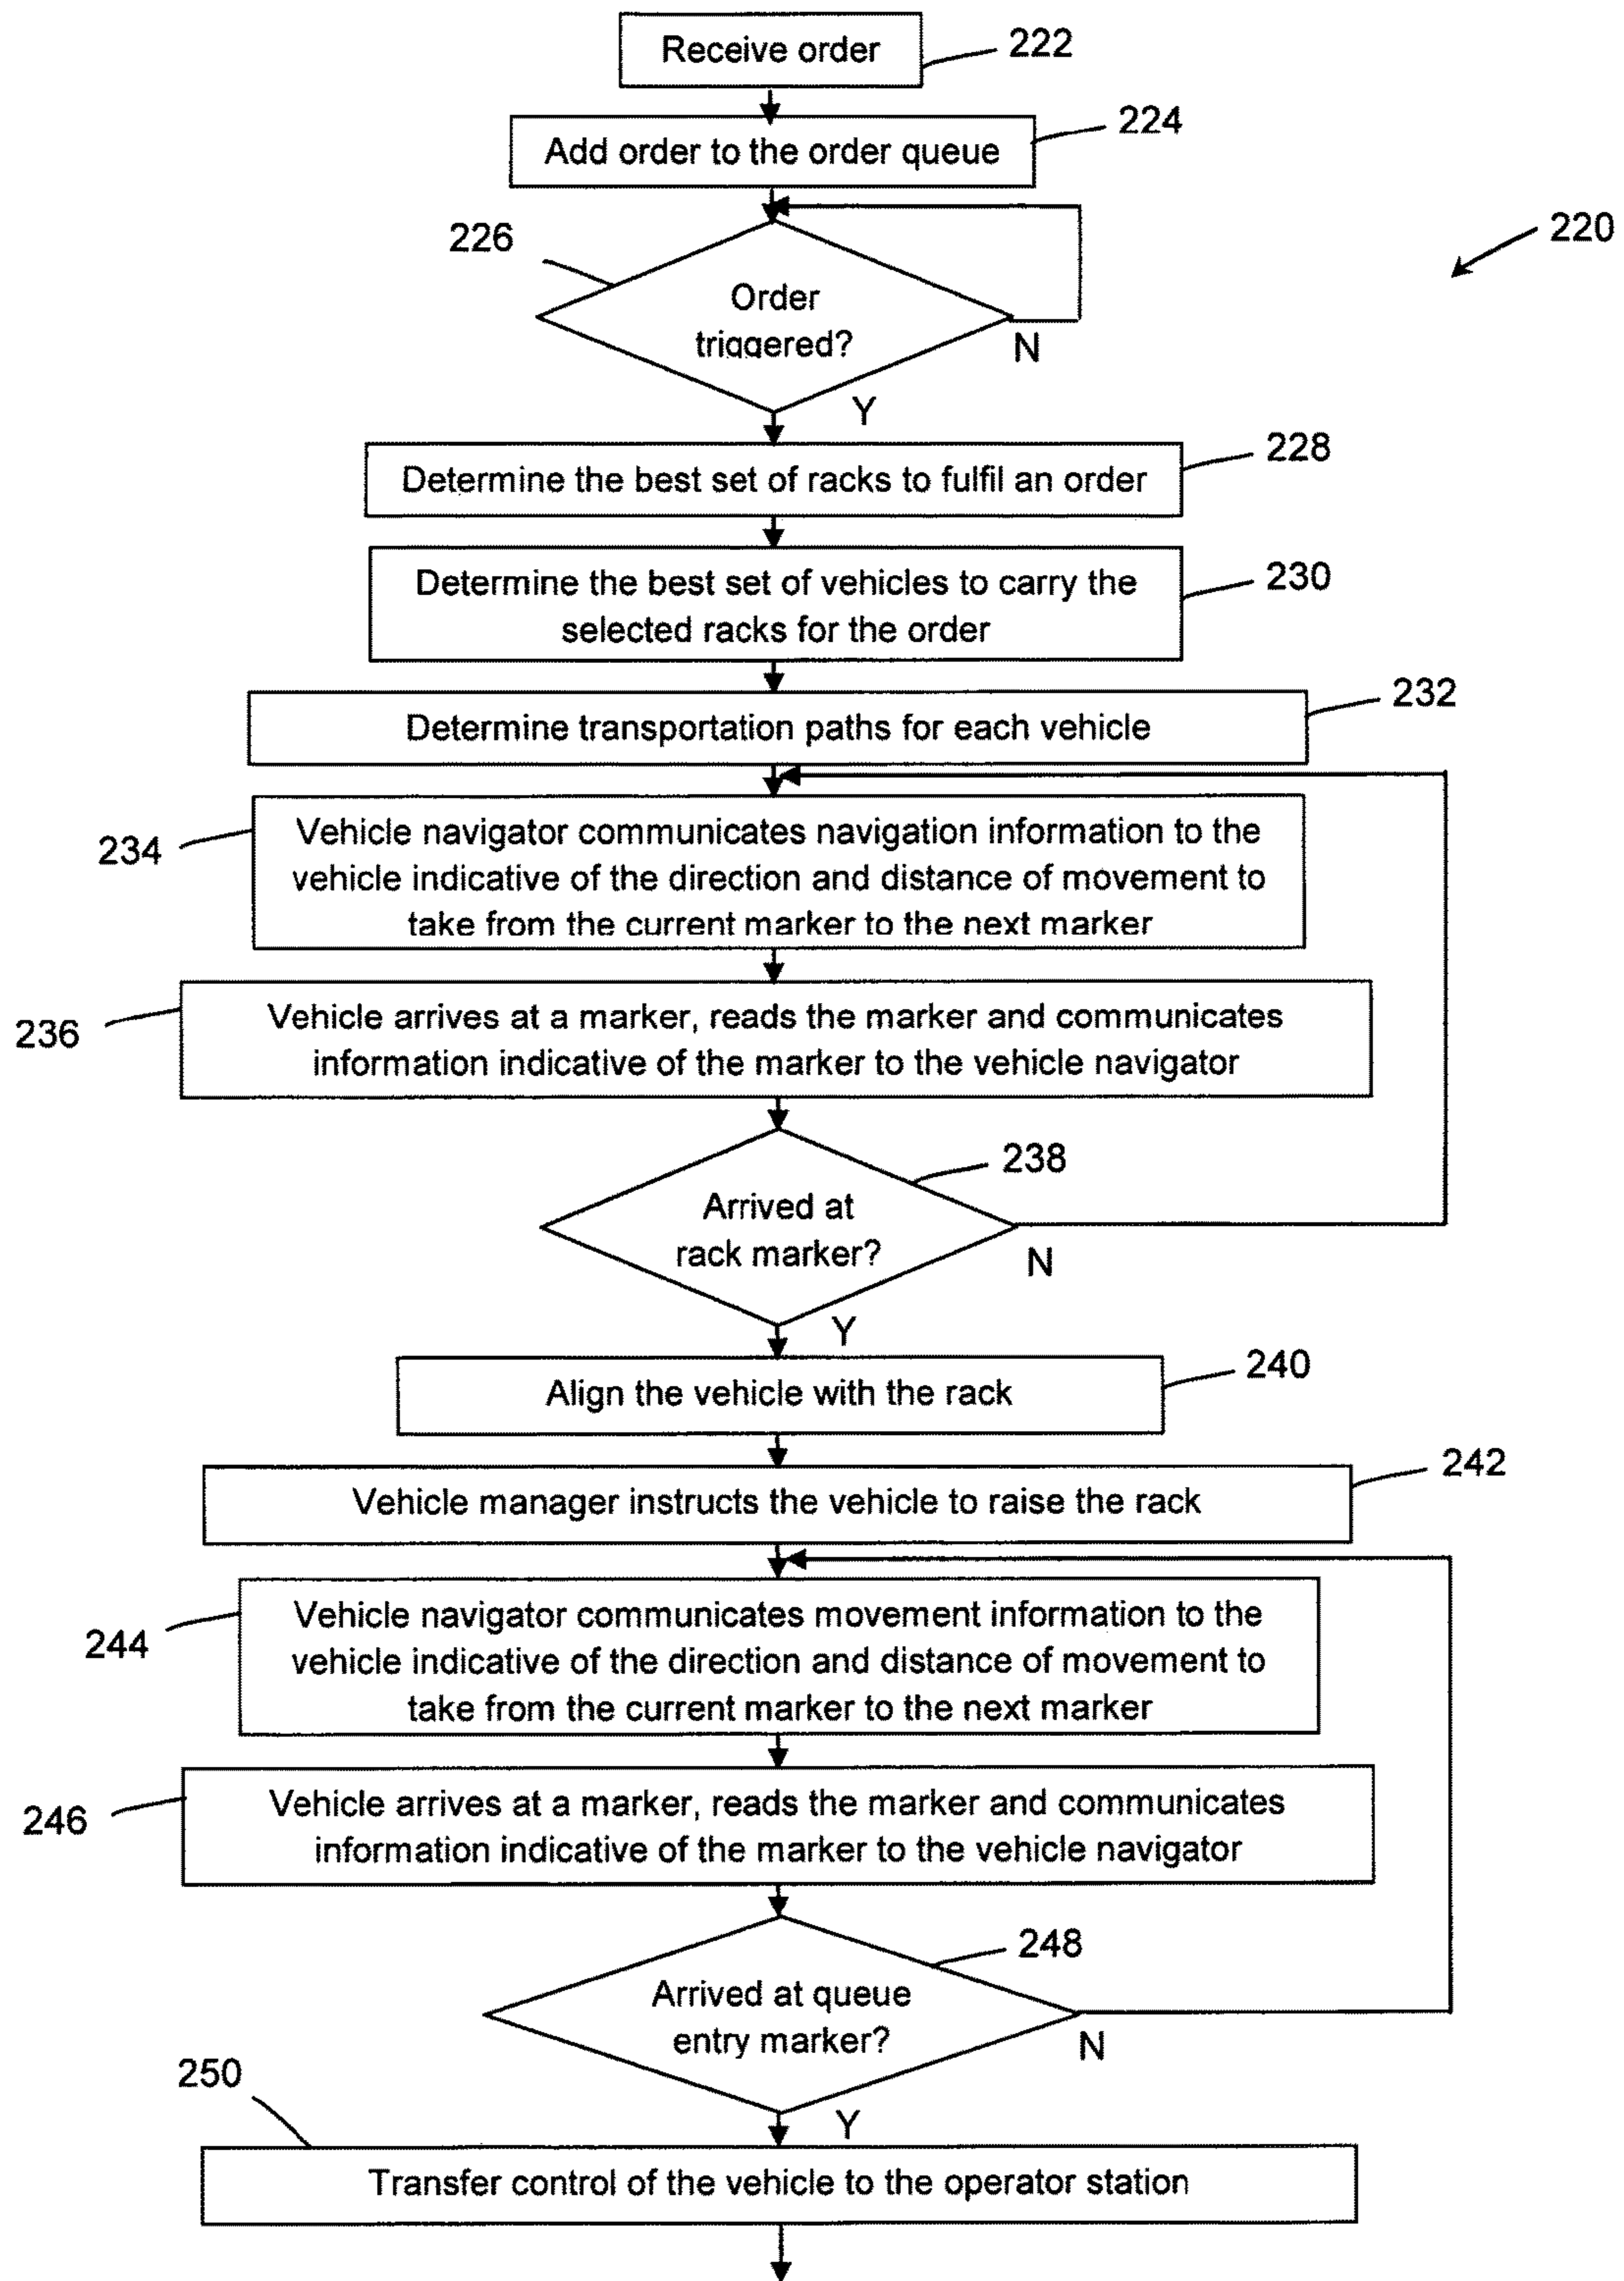 Receive order
222
Add order to the order queue
224
226
220
Order
triggered?
N
Y
Determine the best set of racks to fulfil an order
228
Determine the best set of vehicles to carry the
selected racks for the order
230
Determine transportation paths for each vehicle
232
234
Vehicle navigator communicates navigation information to the
vehicle indicative of the direction and distance of movement to
take from the current marker to the next marker
236
Vehicle arrives at a marker, reads the marker and communicates
information indicative of the marker to the vehicle navigator
238
Arrived at
rack marker?
N
Y
Align the vehicle with the rack
240
Vehicle manager instructs the vehicle to raise the rack
242
244
Vehicle navigator communicates movement information to the
vehicle indicative of the direction and distance of movement to
take from the current marker to the next marker
246
Vehicle arrives at a marker, reads the marker and communicates
information indicative of the marker to the vehicle navigator
248
Arrived at queue
entry marker?
N
Y
250
Transfer control of the vehicle to the operator station